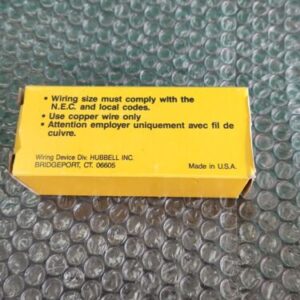 • Wiring size must comply with the
N.E.C. and local codes.
• Use copper wire only
• Attention employer uniquement avec fil de
cuivre.
Wiring Device Div. HUBBELL INC.
BRIDGEPORT, CT. 06605
Made in U.S.A.